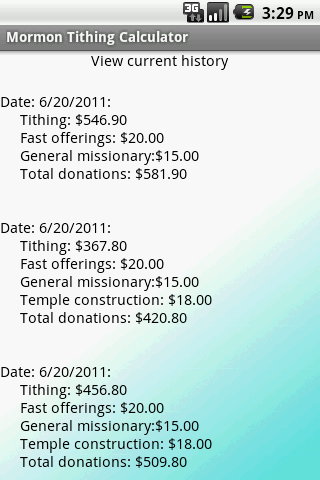 3G
3:29 PM
Mormon Tithing Calculator
View current history
Date: 6/20/2011:
Tithing: $546.90
Fast offerings: $20.00
General missionary:$15.00
Total donations: $581.90
Date: 6/20/2011:
Tithing: $367.80
Fast offerings: $20.00
General missionary:$15.00
Temple construction: $18.00
Total donations: $420.80
Date: 6/20/2011:
Tithing: $456.80
Fast offerings: $20.00
General missionary:$15.00
Temple construction: $18.00
Total donations: $509.80